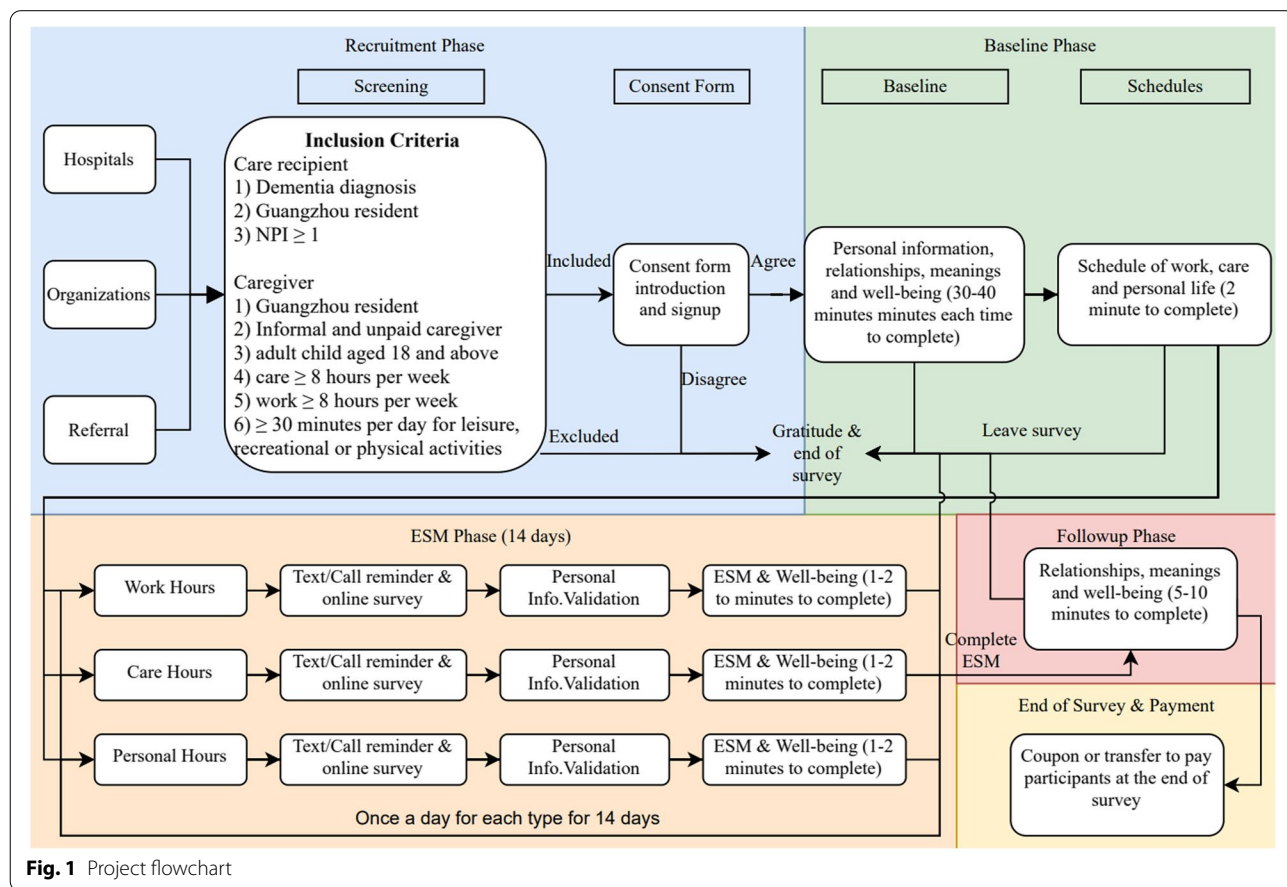 Recruitment Phase
Baseline Phase
Screening
Consent Form
Baseline
Schedules
Hospitals
Organizations
Referral
Inclusion Criteria
Care recipient
1) Dementia diagnosis
2) Guangzhou resident
3) NPI ≥ 1
Caregiver
1) Guangzhou resident
2) Informal and unpaid caregiver
3) adult child aged 18 and above
4) care ≥ 8 hours per week
5) work ≥ 8 hours per week
6) ≥ 30 minutes per day for leisure,
recreational or physical activities
Included
Excluded
Consent form
introduction
and signup
Agree
Disagree
Personal information,
relationships, meanings
and well-being (30-40
minutes minutes each time
to complete)
Schedule of work, care
and personal life (2
minute to complete)
Gratitude &
end of
survey
Leave survey
ESM Phase (14 days)
Work Hours
Text/Call reminder &
online survey
Personal
Info.Validation
ESM & Well-being (1-2
to minutes to complete)
Care Hours
Text/Call reminder &
online survey
Personal
Info.Validation
ESM & Well-being (1-2
minutes to complete)
Personal Hours
Text/Call reminder &
online survey
Personal
Info.Validation
ESM & Well-being (1-2
minutes to complete)
Once a day for each type for 14 days
Complete
ESM
Followup Phase
Relationships, meanings
and well-being (5-10
minutes to complete)
End of Survey & Payment
Coupon or transfer to pay
participants at the end of
survey
Fig. 1 Project flowchart